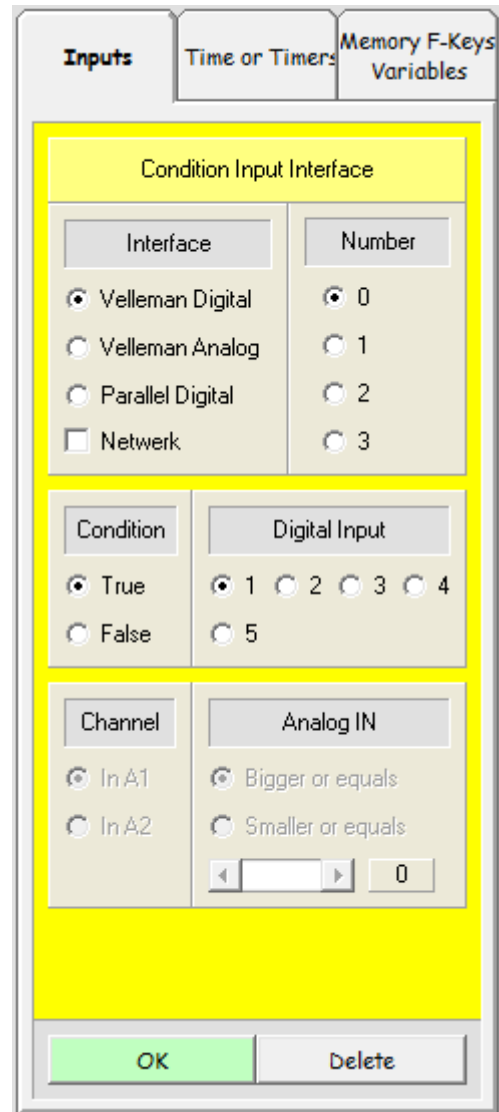 Inputs
Time or Timers
Memory F-Keys
Variables
Condition Input Interface
Interface
Number
Velleman Digital
0
Velleman Analog
1
Parallel Digital
2
Netwerk
3
Condition
Digital Input
True
1 2 3 4
False
5
Channel
Analog IN
In A1
Bigger or equals
In A2
Smaller or equals
0
OK
Delete